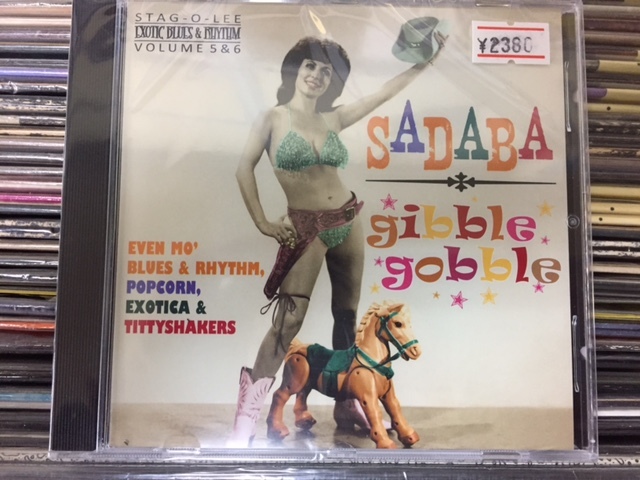 STAG-O-LEE
EXOTIC BLUES & RHYTHM
VOLUME 5&6
¥2380
SADABA
gibble
gobble
EVEN MO'
BLUES & RHYTHM,
POPCORN,
EXOTICA &
TITTYSHAKERS